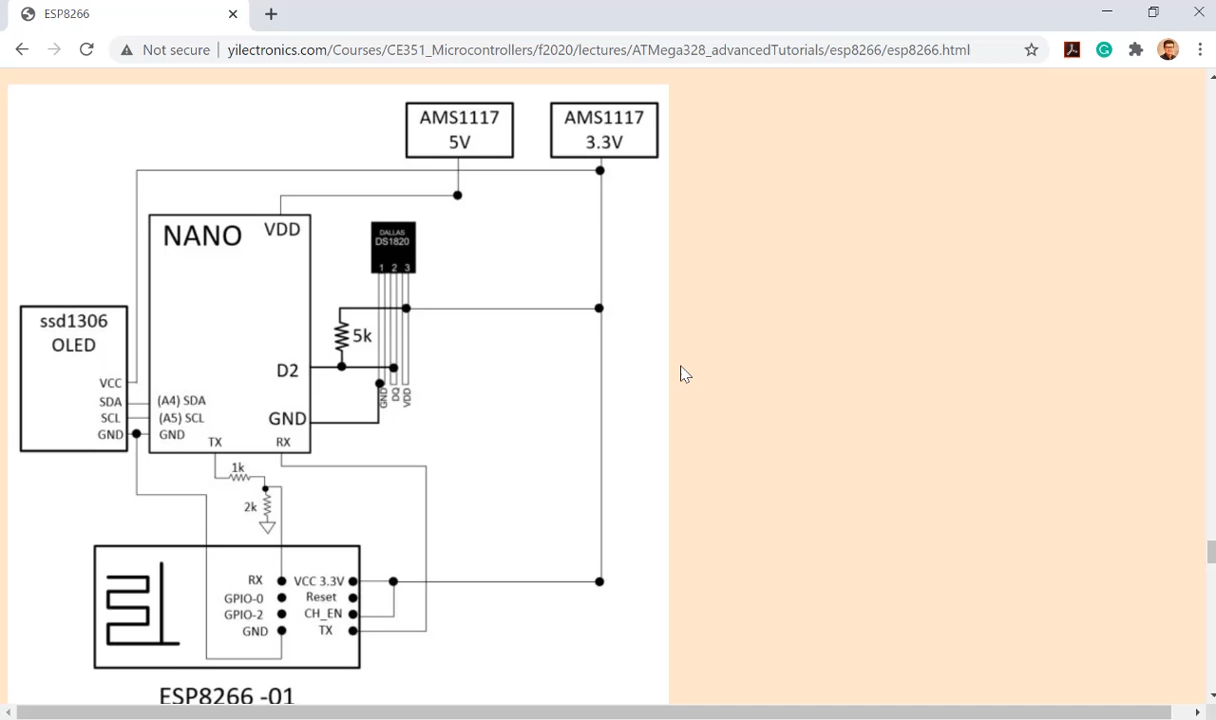 ESP8266
Not secure
yilectronics.com/Courses/CE351_Microcontrollers/f2020/lectures/ATMega328_advancedTutorials/esp8266/esp8266.html
AMS1117
5V
AMS1117
3.3V
NANO
VDD
DALLAS
DS1820
1 2 3
ssd1306
OLED
5k
D2
VCC
SDA
SCL
GND
(A4) SDA
(A5) SCL
GND
GND
GND
DQ
VDD
TX
RX
1k
2k
RX
GPIO-0
GPIO-2
GND
VCC 3.3V
Reset
CH_EN
TX
ESP8266 -01